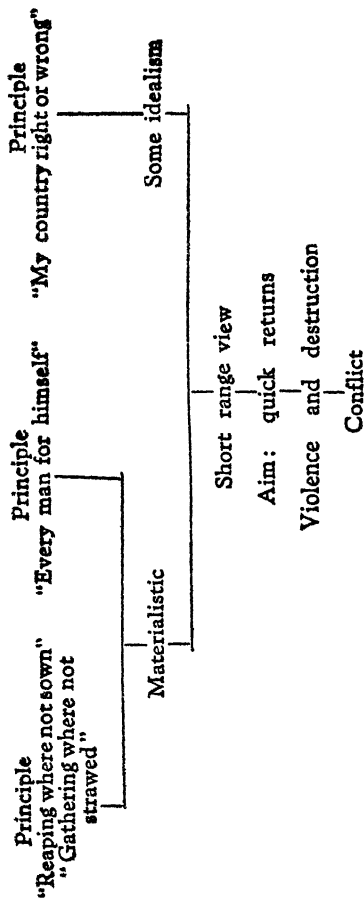 Principle
“Reaping where not sown”
“Gathering where not
strawed”
Principle
“Every man for himself”
Principle
“My country right or wrong”
Materialistic
Some idealism
Short range view
Aim: quick returns
Violence and destruction
Conflict